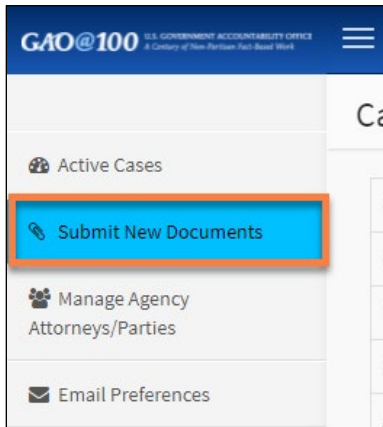 GAO@100 U.S. GOVERNMENT ACCOUNTABILITY OFFICE
A Century of Non-Partisan Fact-Based Work
Ca
Active Cases
Submit New Documents
Manage Agency
Attorneys/Parties
Email Preferences